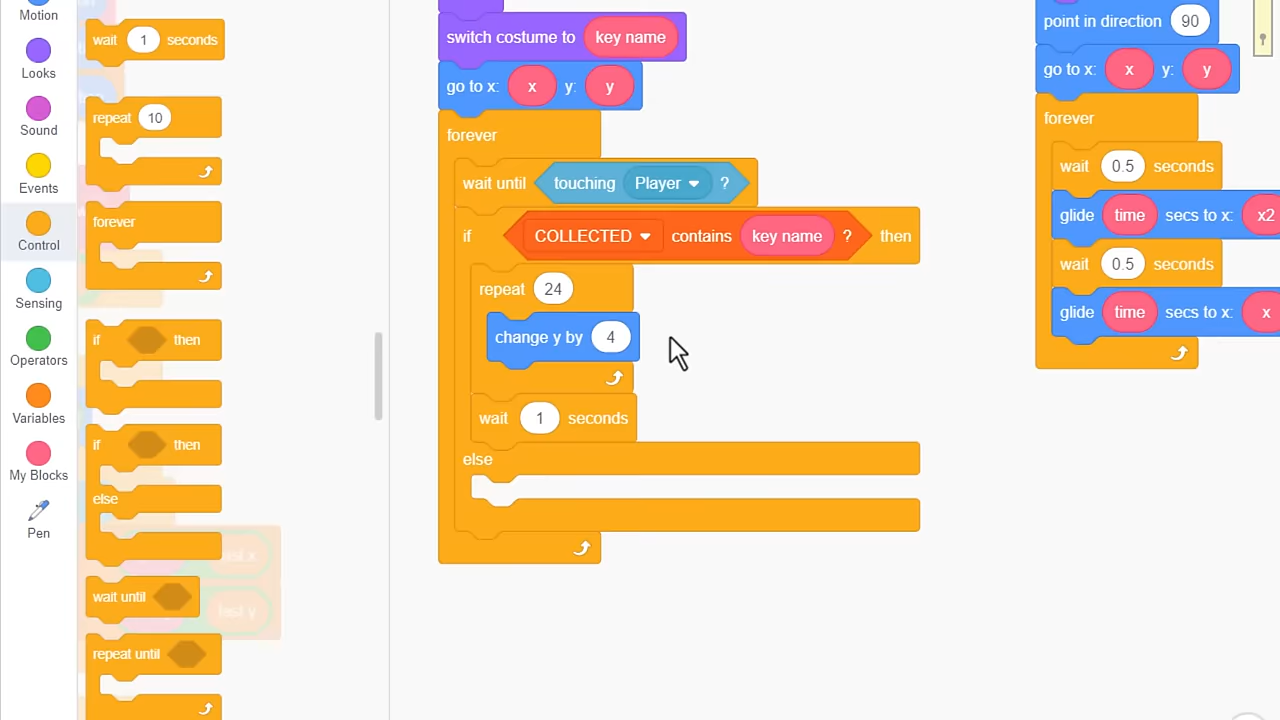 Motion
Looks
Sound
Events
Control
Sensing
Operators
Variables
My Blocks
Pen
wait 1 seconds
repeat 10
forever
if then
if then
else
wait until
repeat until
last y
switch costume to key name
go to x: x y: y
forever
wait until touching Player ?
if COLLECTED contains key name ? then
repeat 24
change y by 4
wait 1 seconds
else
point in direction 90
go to x: x y: y
forever
wait 0.5 seconds
glide time secs to x: x2
wait 0.5 seconds
glide time secs to x: x